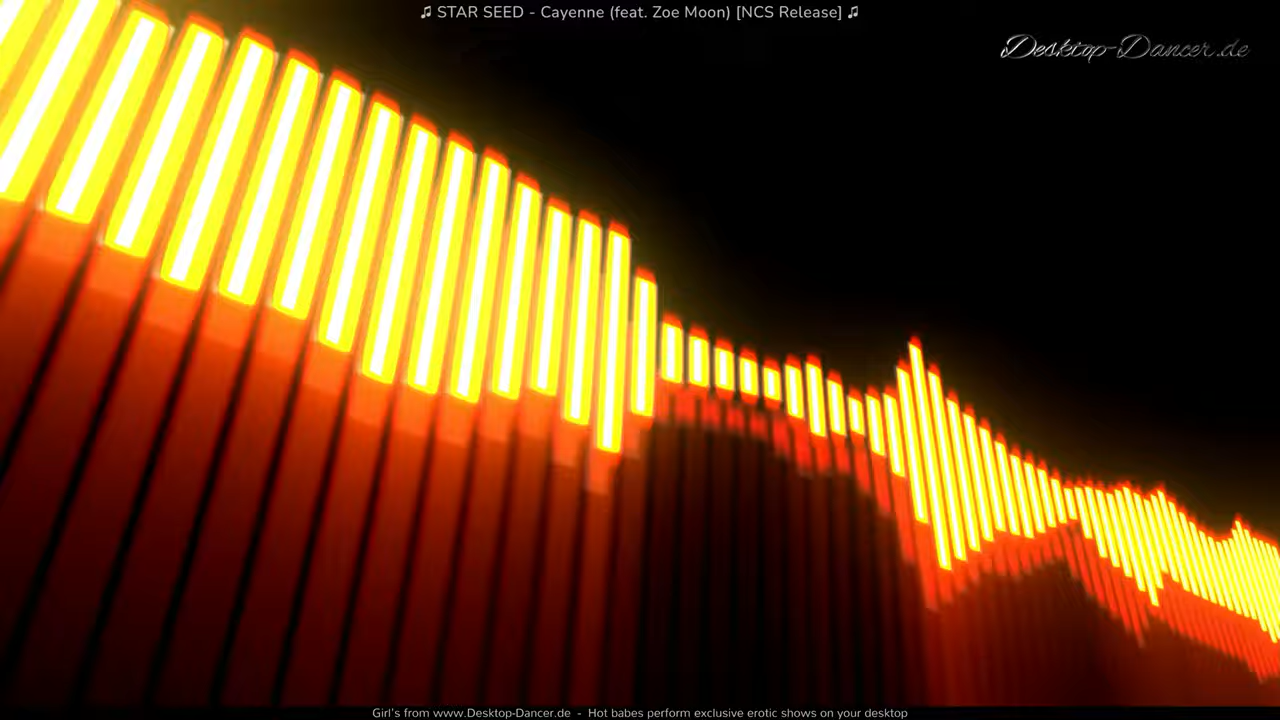 ♫ STAR SEED - Cayenne (feat. Zoe Moon) [NCS Release] ♫
Desktop-Dancer.de
Girl's from www.Desktop-Dancer.de - Hot babes perform exclusive erotic shows on your desktop